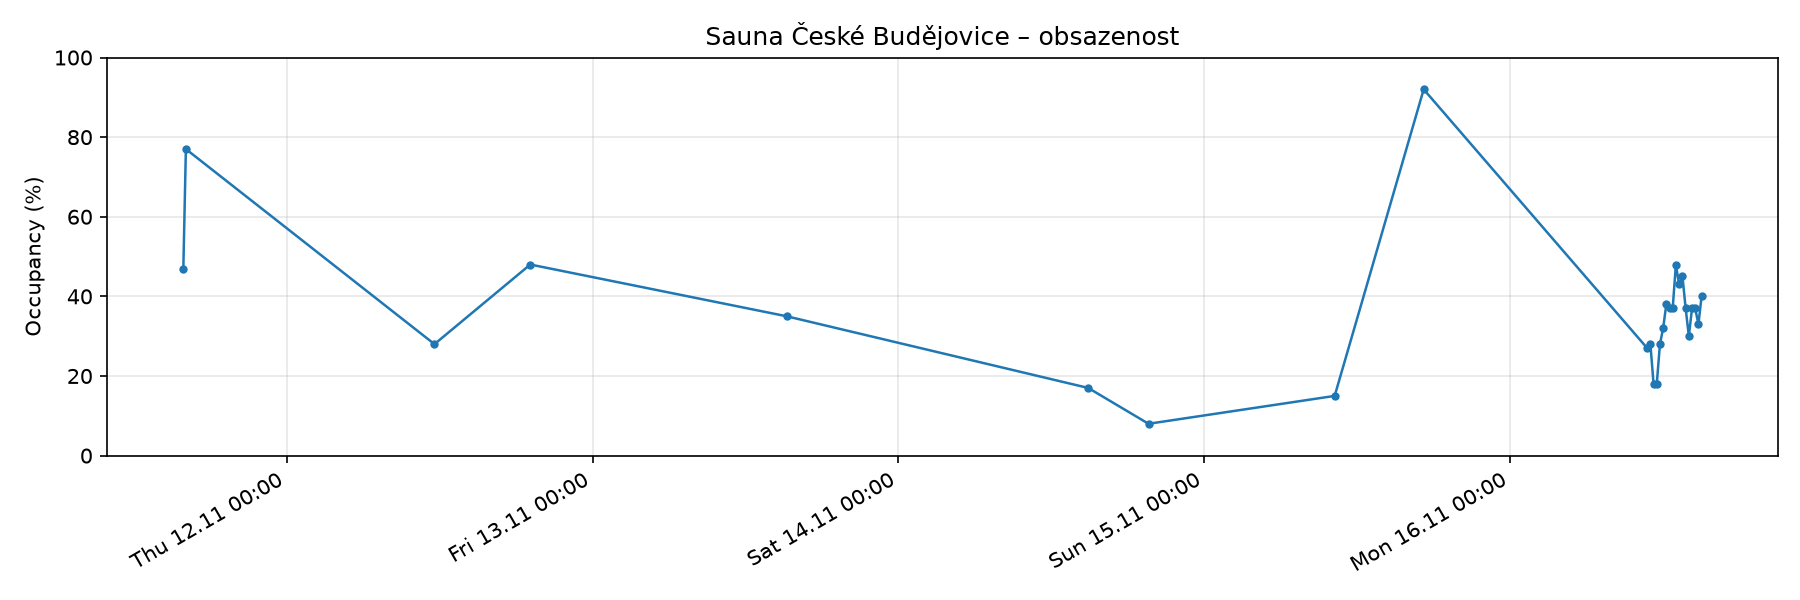 Sauna České Budějovice – obsazenost
Occupancy (%)
100
80
60
40
20
0
Thu 12.11 00:00
Fri 13.11 00:00
Sat 14.11 00:00
Sun 15.11 00:00
Mon 16.11 00:00